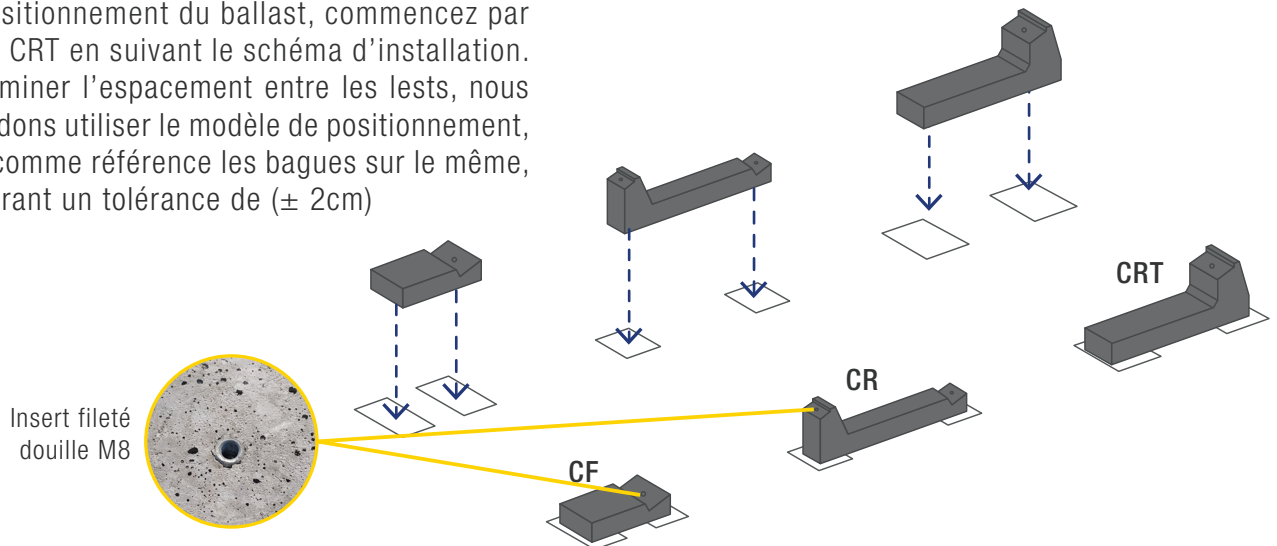 sitionnement du ballast, commencez par
CRT en suivant le schéma d’installation.
miner l’espacement entre les lests, nous
dons utiliser le modèle de positionnement,
comme référence les bagues sur le même,
rant un tolérance de (± 2cm)
CRT
CR
Insert fileté
douille M8
CF